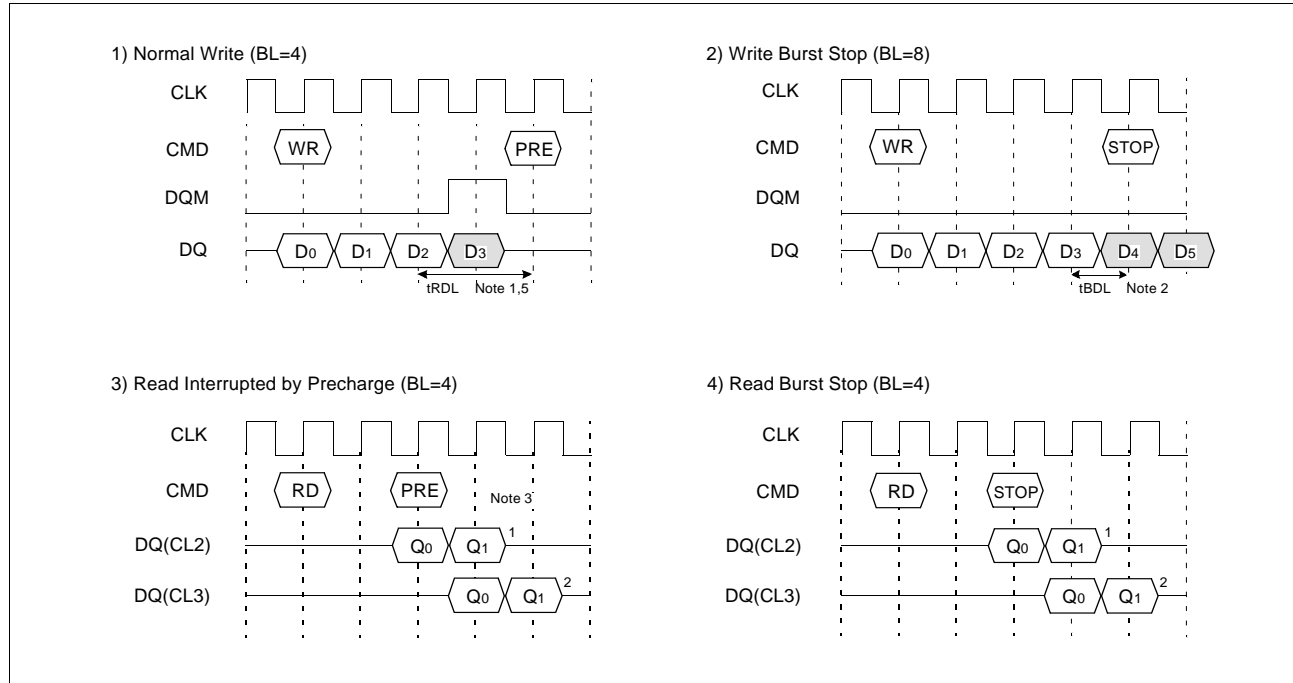 1) Normal Write (BL=4)
CLK
CMD WR PRE
DQM
DQ D0 D1 D2 D3
tRDL Note 1,5
2) Write Burst Stop (BL=8)
CLK
CMD WR STOP
DQM
DQ D0 D1 D2 D3 D4 D5
tBDL Note 2
3) Read Interrupted by Precharge (BL=4)
CLK
CMD RD PRE
Note 3
DQ(CL2) Q0 Q1 1
DQ(CL3) Q0 Q1 2
4) Read Burst Stop (BL=4)
CLK
CMD RD STOP
DQ(CL2) Q0 Q1 1
DQ(CL3) Q0 Q1 2